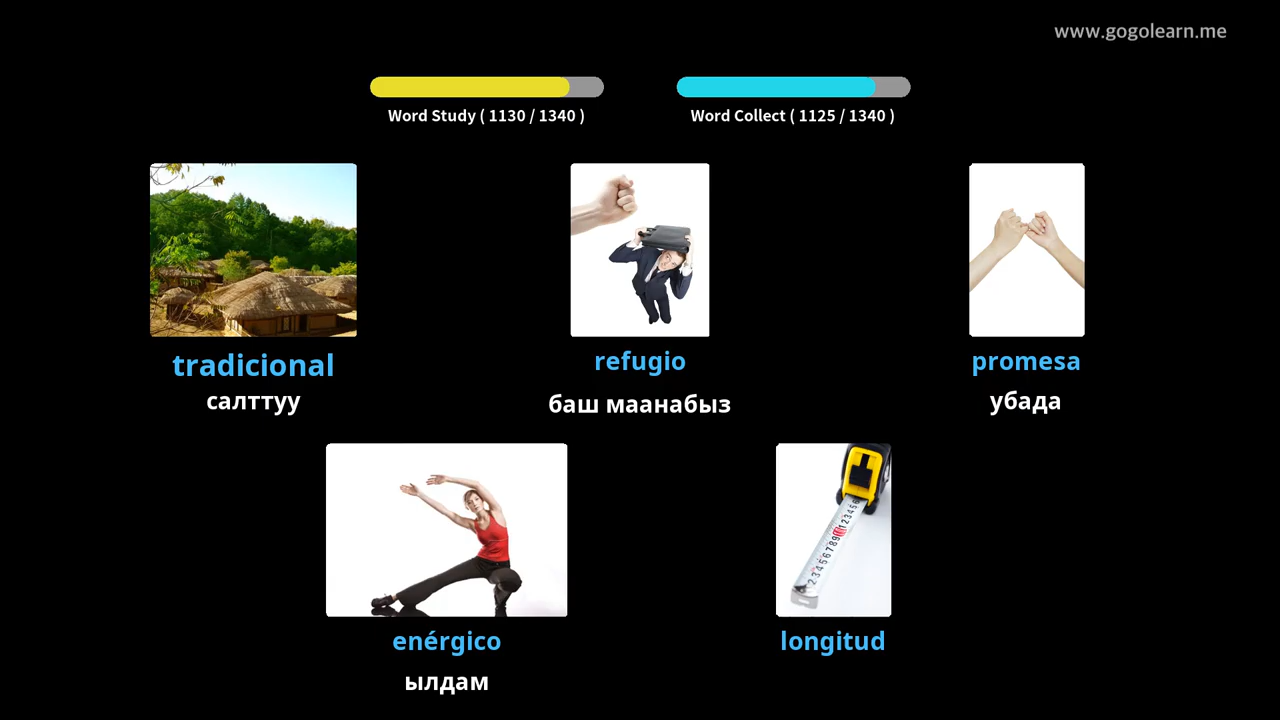 www.gogolearn.me
Word Study ( 1130 / 1340 )
Word Collect ( 1125 / 1340 )
tradicional
салттуу
refugio
баш маанабыз
promesa
убада
enérgico
ылдам
longitud